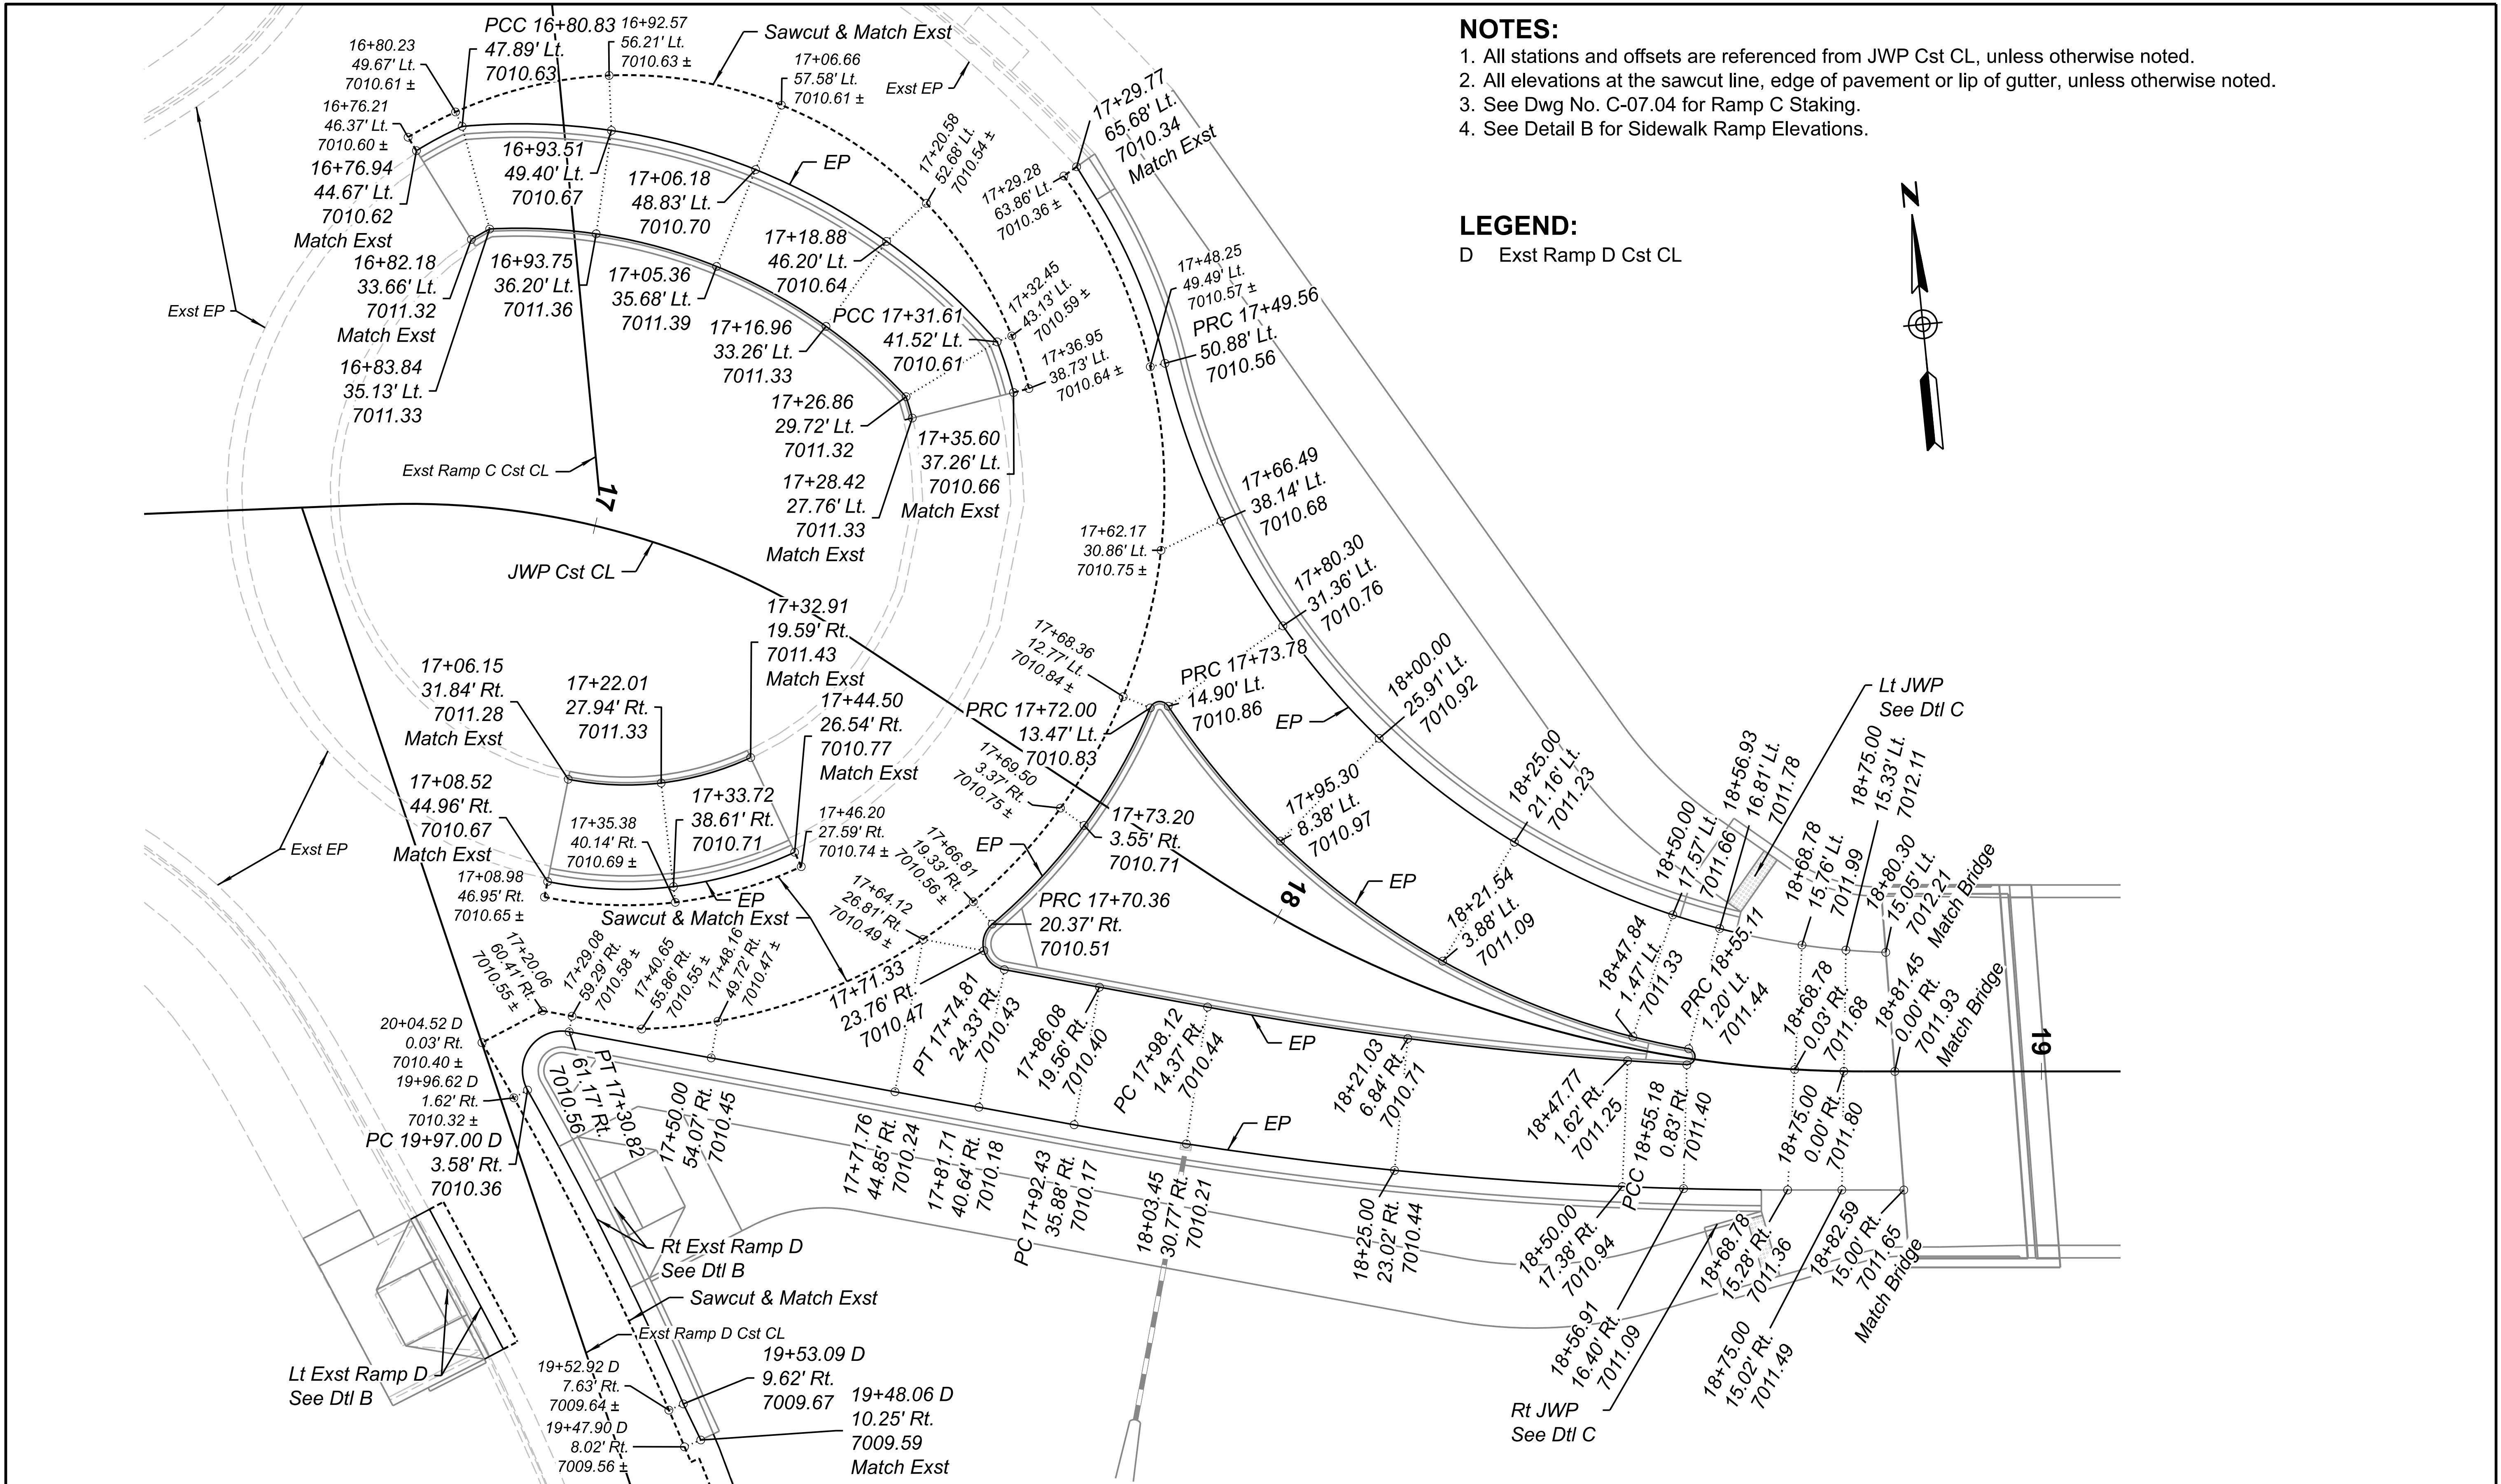 NOTES:
1. All stations and offsets are referenced from JWP Cst CL, unless otherwise noted.
2. All elevations at the sawcut line, edge of pavement or lip of gutter, unless otherwise noted.
3. See Dwg No. C-07.04 for Ramp C Staking.
4. See Detail B for Sidewalk Ramp Elevations.
LEGEND:
D Exst Ramp D Cst CL
N
16+80.23
49.67' Lt.
7010.61 ±
PCC 16+80.83
47.89' Lt.
7010.63
16+92.57
56.21' Lt.
7010.63 ±
Sawcut & Match Exst
17+06.66
57.58' Lt.
7010.61 ±
Exst EP
16+76.21
46.37' Lt.
7010.60 ±
16+76.94
44.67' Lt.
7010.62
Match Exst
16+93.51
49.40' Lt.
7010.67
17+06.18
48.83' Lt.
7010.70
EP
17+20.58
52.68' Lt.
7010.54 ±
17+29.28
63.86' Lt.
7010.36 ±
17+29.77
65.68' Lt.
7010.34
Match Exst
16+82.18
33.66' Lt.
7011.32
Match Exst
16+93.75
36.20' Lt.
7011.36
17+05.36
35.68' Lt.
7011.39
17+18.88
46.20' Lt.
7010.64
17+32.45
43.13' Lt.
7010.59 ±
17+48.25
49.49' Lt.
7010.57 ±
PRC 17+49.56
50.88' Lt.
7010.56
Exst EP
16+83.84
35.13' Lt.
7011.33
17+16.96
33.26' Lt.
7011.33
PCC 17+31.61
41.52' Lt.
7010.61
17+36.95
38.73' Lt.
7010.64 ±
17+26.86
29.72' Lt.
7011.32
17+35.60
37.26' Lt.
7010.66
Match Exst
17+28.42
27.76' Lt.
7011.33
Match Exst
Exst Ramp C Cst CL
17
JWP Cst CL
17+66.49
38.14' Lt.
7010.68
17+62.17
30.86' Lt.
7010.75 ±
17+80.30
31.36' Lt.
7010.76
17+32.91
19.59' Rt.
7011.43
Match Exst
17+06.15
31.84' Rt.
7011.28
Match Exst
17+22.01
27.94' Rt.
7011.33
17+44.50
26.54' Rt.
7010.77
Match Exst
17+68.36
12.77' Lt.
7010.84 ±
PRC 17+73.78
14.90' Lt.
7010.86
PRC 17+72.00
13.47' Lt.
7010.83
18+00.00
25.91' Lt.
7010.92
EP
Lt JWP
See Dtl C
17+08.52
44.96' Rt.
7010.67
Match Exst
17+33.72
38.61' Rt.
7010.71
17+35.38
40.14' Rt.
7010.69 ±
17+46.20
27.59' Rt.
7010.74 ±
17+69.50
3.37' Rt.
7010.75 ±
17+73.20
3.55' Rt.
7010.71
17+95.30
8.38' Lt.
7010.97
18+25.00
21.16' Lt.
7011.23
18+50.00
17.57' Lt.
7011.66
18+56.93
16.81' Lt.
7011.78
18+68.78
15.76' Lt.
7011.99
18+75.00
15.33' Lt.
7012.11
18+80.30
15.05' Lt.
7012.21
Match Bridge
Exst EP
17+08.98
46.95' Rt.
7010.65 ±
EP
Sawcut & Match Exst
17+66.81
19.33' Rt.
7010.56 ±
EP
17+64.12
26.81' Rt.
7010.49 ±
PRC 17+70.36
20.37' Rt.
7010.51
18
EP
18+21.54
3.88' Lt.
7011.09
18+47.84
1.47' Lt.
7011.33
PRC 18+55.11
1.20' Lt.
7011.44
18+68.78
0.03' Rt.
7011.68
18+81.45
0.00' Rt.
7011.93
Match Bridge
19
17+20.06
60.41' Rt.
7010.55 ±
17+29.08
59.29' Rt.
7010.58 ±
17+40.65
55.86' Rt.
7010.55 ±
17+48.16
49.72' Rt.
7010.47 ±
17+71.33
23.76' Rt.
7010.47
PT 17+74.81
24.33' Rt.
7010.43
17+86.08
19.56' Rt.
7010.40
PC 17+98.12
14.37' Rt.
7010.44
EP
18+21.03
6.84' Rt.
7010.71
18+47.77
1.62' Rt.
7011.25
PCC 18+55.18
0.83' Rt.
7011.40
18+75.00
0.00' Rt.
7011.80
20+04.52 D
0.03' Rt.
7010.40 ±
19+96.62 D
1.62' Rt.
7010.32 ±
PC 19+97.00 D
3.58' Rt.
7010.36
PT 17+30.82
61.17' Rt.
7010.56
17+50.00
54.07' Rt.
7010.45
17+71.76
44.85' Rt.
7010.24
17+81.71
40.64' Rt.
7010.18
PC 17+92.43
35.88' Rt.
7010.17
EP
18+03.45
30.77' Rt.
7010.21
18+25.00
23.02' Rt.
7010.44
18+50.00
17.38' Rt.
7010.94
18+56.91
16.40' Rt.
7011.09
18+68.78
15.28' Rt.
7011.36
18+75.00
15.02' Rt.
7011.49
18+82.59
15.00' Rt.
7011.65
Match Bridge
Rt Exst Ramp D
See Dtl B
Sawcut & Match Exst
Exst Ramp D Cst CL
Lt Exst Ramp D
See Dtl B
19+52.92 D
7.63' Rt.
7009.64 ±
19+53.09 D
9.62' Rt.
7009.67
19+47.90 D
8.02' Rt.
7009.56 ±
19+48.06 D
10.25' Rt.
7009.59
Match Exst
Rt JWP
See Dtl C